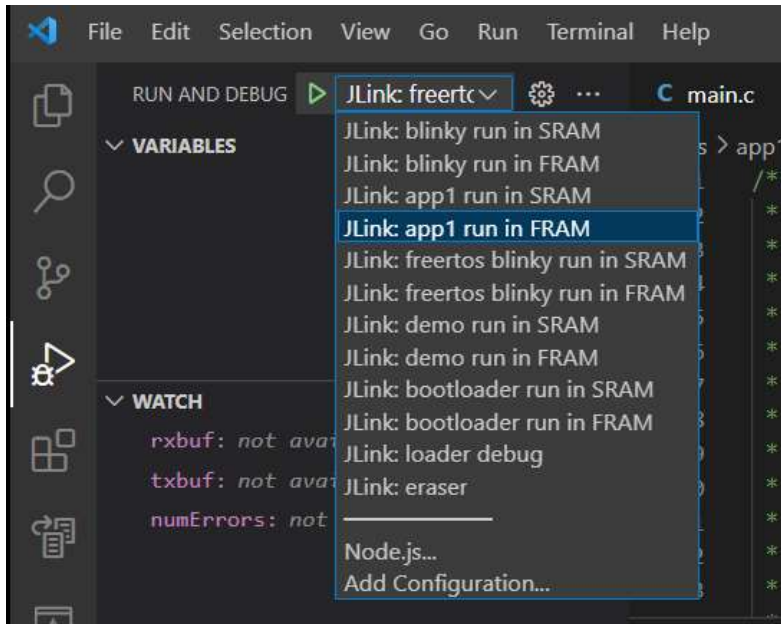 File Edit Selection View Go Run Terminal Help
RUN AND DEBUG JLink: freerto
C main.c
JLink: blinky run in SRAM
VARIABLES
s > app1
JLink: blinky run in FRAM
JLink: app1 run in SRAM
JLink: app1 run in FRAM
JLink: freertos blinky run in SRAM
JLink: freertos blinky run in FRAM
JLink: demo run in SRAM
JLink: demo run in FRAM
WATCH
JLink: bootloader run in SRAM
JLink: bootloader run in FRAM
rxbuf: not avai
JLink: loader debug
txbuf: not avai
JLink: eraser
numErrors: not
Node.js...
Add Configuration...
/*
*
*
*
*
*
*
*
*
*
*
*
*